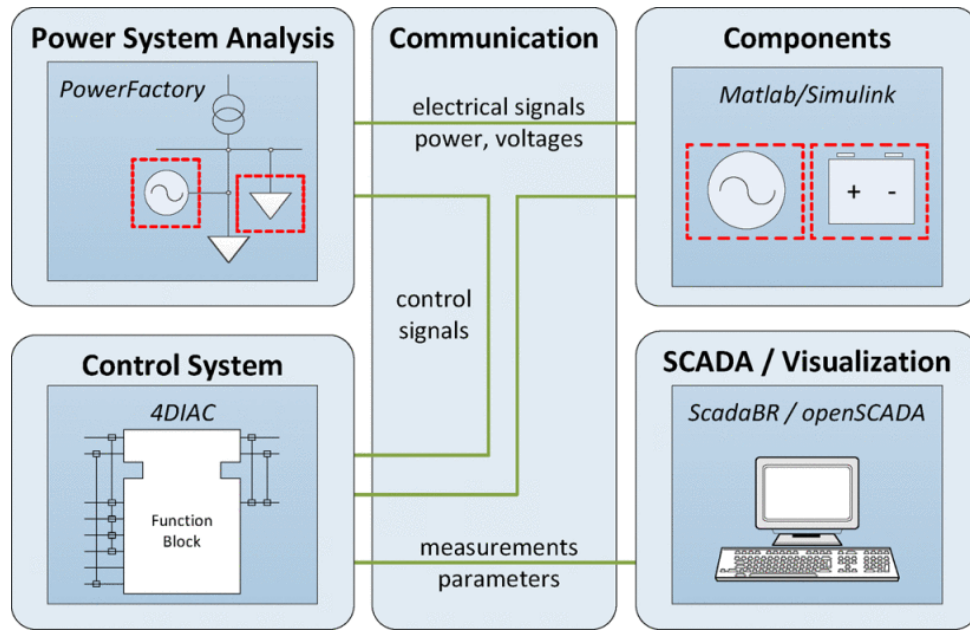 Power System Analysis
PowerFactory
Communication
electrical signals
power, voltages
control
signals
measurements
parameters
Components
Matlab/Simulink
+ -
Control System
4DIAC
Function
Block
SCADA / Visualization
ScadaBR / openSCADA